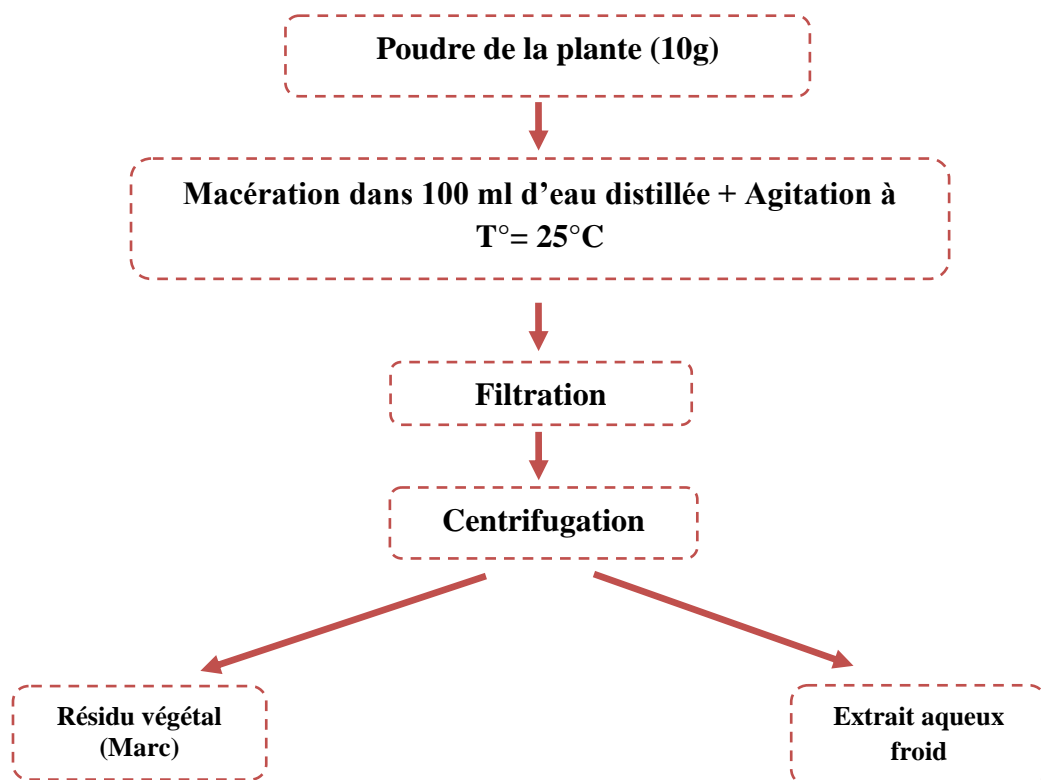 Poudre de la plante (10g)
Macération dans 100 ml d’eau distillée + Agitation à
T°= 25°C
Filtration
Centrifugation
Résidu végétal
(Marc)
Extrait aqueux
froid